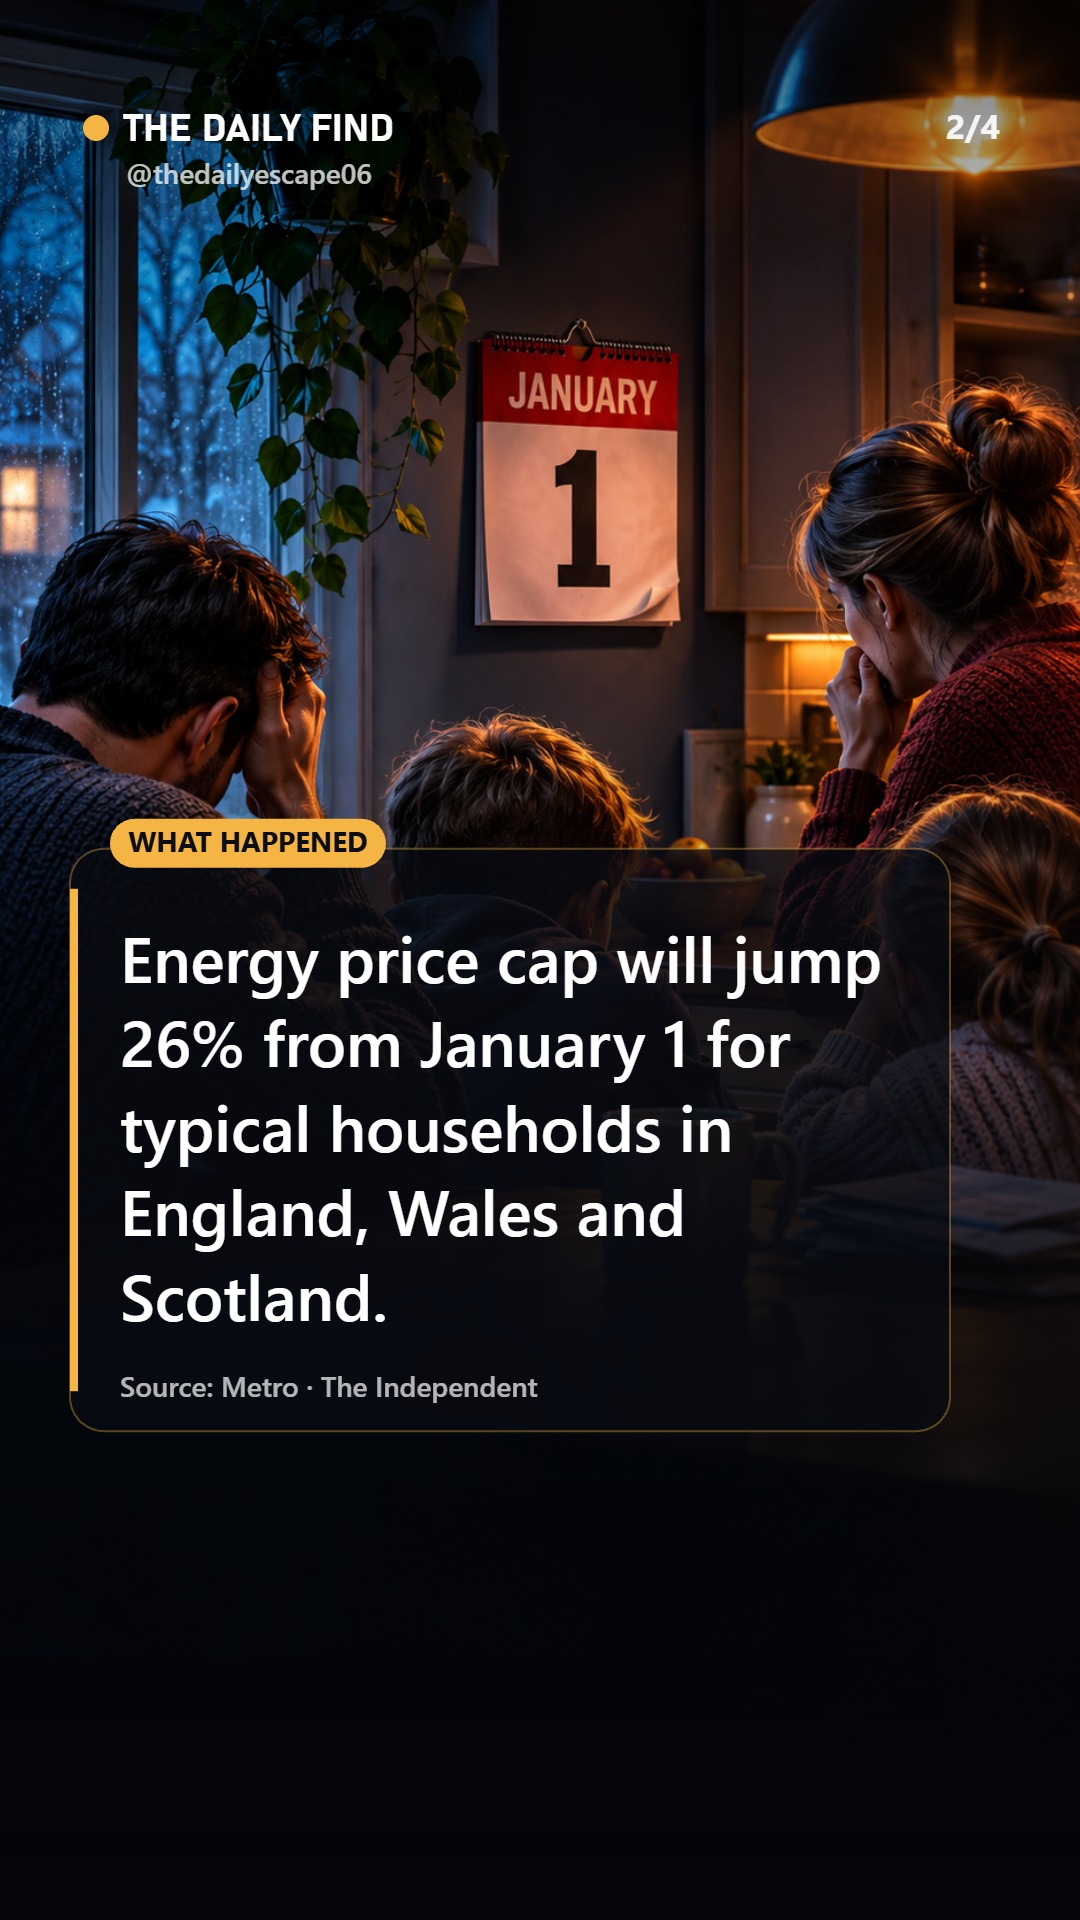 THE DAILY FIND
@thedailyescape06
2/4
JANUARY
1
WHAT HAPPENED
Energy price cap will jump
26% from January 1 for
typical households in
England, Wales and
Scotland.
Source: Metro · The Independent